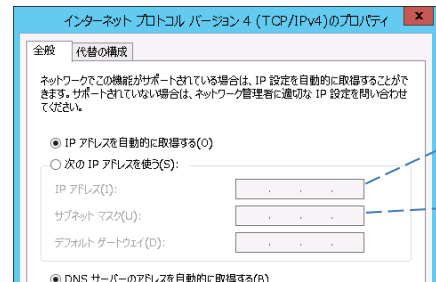 インターネット プロトコル バージョン 4 (TCP/IPv4)のプロパティ
全般
代替の構成
ネットワークでこの機能がサポートされている場合は、IP 設定を自動的に取得することがで
きます。サポートされていない場合は、ネットワーク管理者に適切な IP 設定を問い合わせ
てください。
IP アドレスを自動的に取得する(O)
次の IP アドレスを使う(S):
IP アドレス(I):
サブネット マスク(U):
デフォルト ゲートウェイ(D):
DNS サーバーのアドレスを自動的に取得する(B)